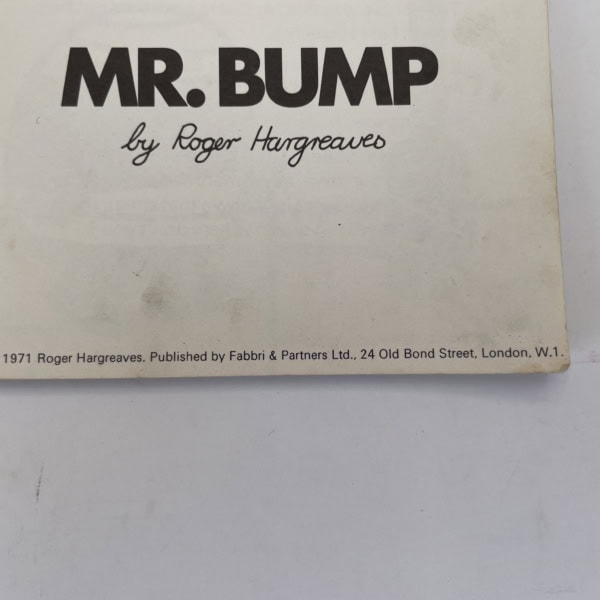 MR. BUMP
by Roger Hargreaves
1971 Roger Hargreaves. Published by Fabbri & Partners Ltd., 24 Old Bond Street, London, W.1.